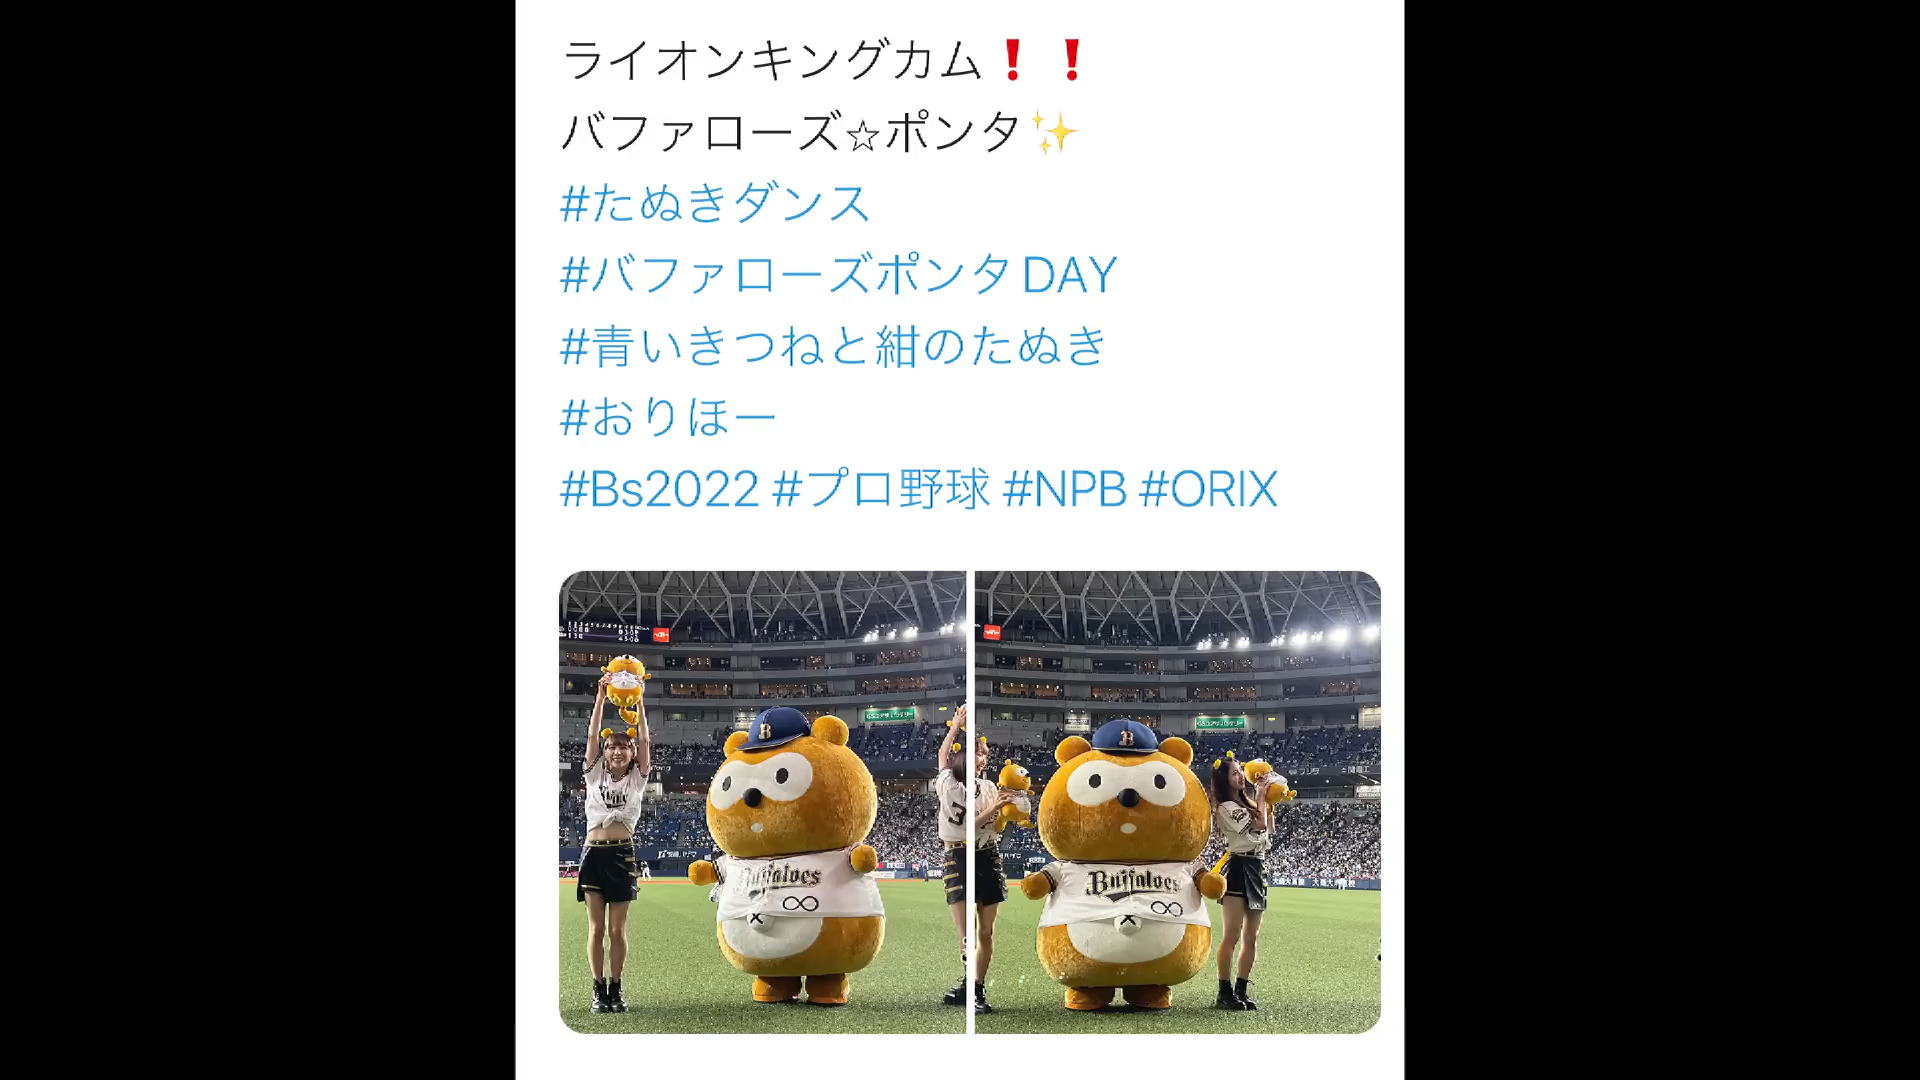 ライオンキングカム❗❗
バファローズ☆ポンタ✨
#たぬきダンス
#バファローズポンタDAY
#青いきつねと紺のたぬき
#おりほー
#Bs2022 #プロ野球 #NPB #ORIX
B
Buffaloes
3
B
Buffaloes